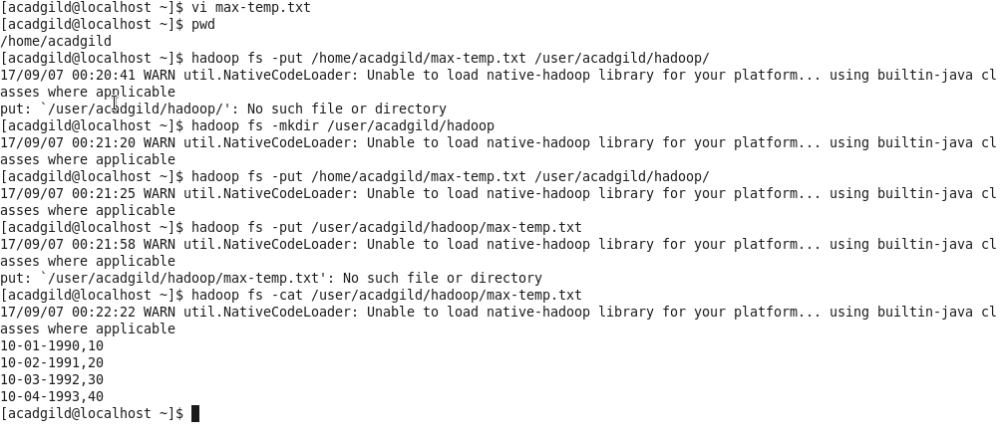 [acadgild@localhost ~]$ vi max-temp.txt
[acadgild@localhost ~]$ pwd
/home/acadgild
[acadgild@localhost ~]$ hadoop fs -put /home/acadgild/max-temp.txt /user/acadgild/hadoop/
17/09/07 00:20:41 WARN util.NativeCodeLoader: Unable to load native-hadoop library for your platform... using builtin-java cl
asses where applicable
put: `/user/acadgild/hadoop/': No such file or directory
[acadgild@localhost ~]$ hadoop fs -mkdir /user/acadgild/hadoop
17/09/07 00:21:20 WARN util.NativeCodeLoader: Unable to load native-hadoop library for your platform... using builtin-java cl
asses where applicable
[acadgild@localhost ~]$ hadoop fs -put /home/acadgild/max-temp.txt /user/acadgild/hadoop/
17/09/07 00:21:25 WARN util.NativeCodeLoader: Unable to load native-hadoop library for your platform... using builtin-java cl
asses where applicable
[acadgild@localhost ~]$ hadoop fs -put /user/acadgild/hadoop/max-temp.txt
17/09/07 00:21:58 WARN util.NativeCodeLoader: Unable to load native-hadoop library for your platform... using builtin-java cl
asses where applicable
put: `/user/acadgild/hadoop/max-temp.txt': No such file or directory
[acadgild@localhost ~]$ hadoop fs -cat /user/acadgild/hadoop/max-temp.txt
17/09/07 00:22:22 WARN util.NativeCodeLoader: Unable to load native-hadoop library for your platform... using builtin-java cl
asses where applicable
10-01-1990,10
10-02-1991,20
10-03-1992,30
10-04-1993,40
[acadgild@localhost ~]$